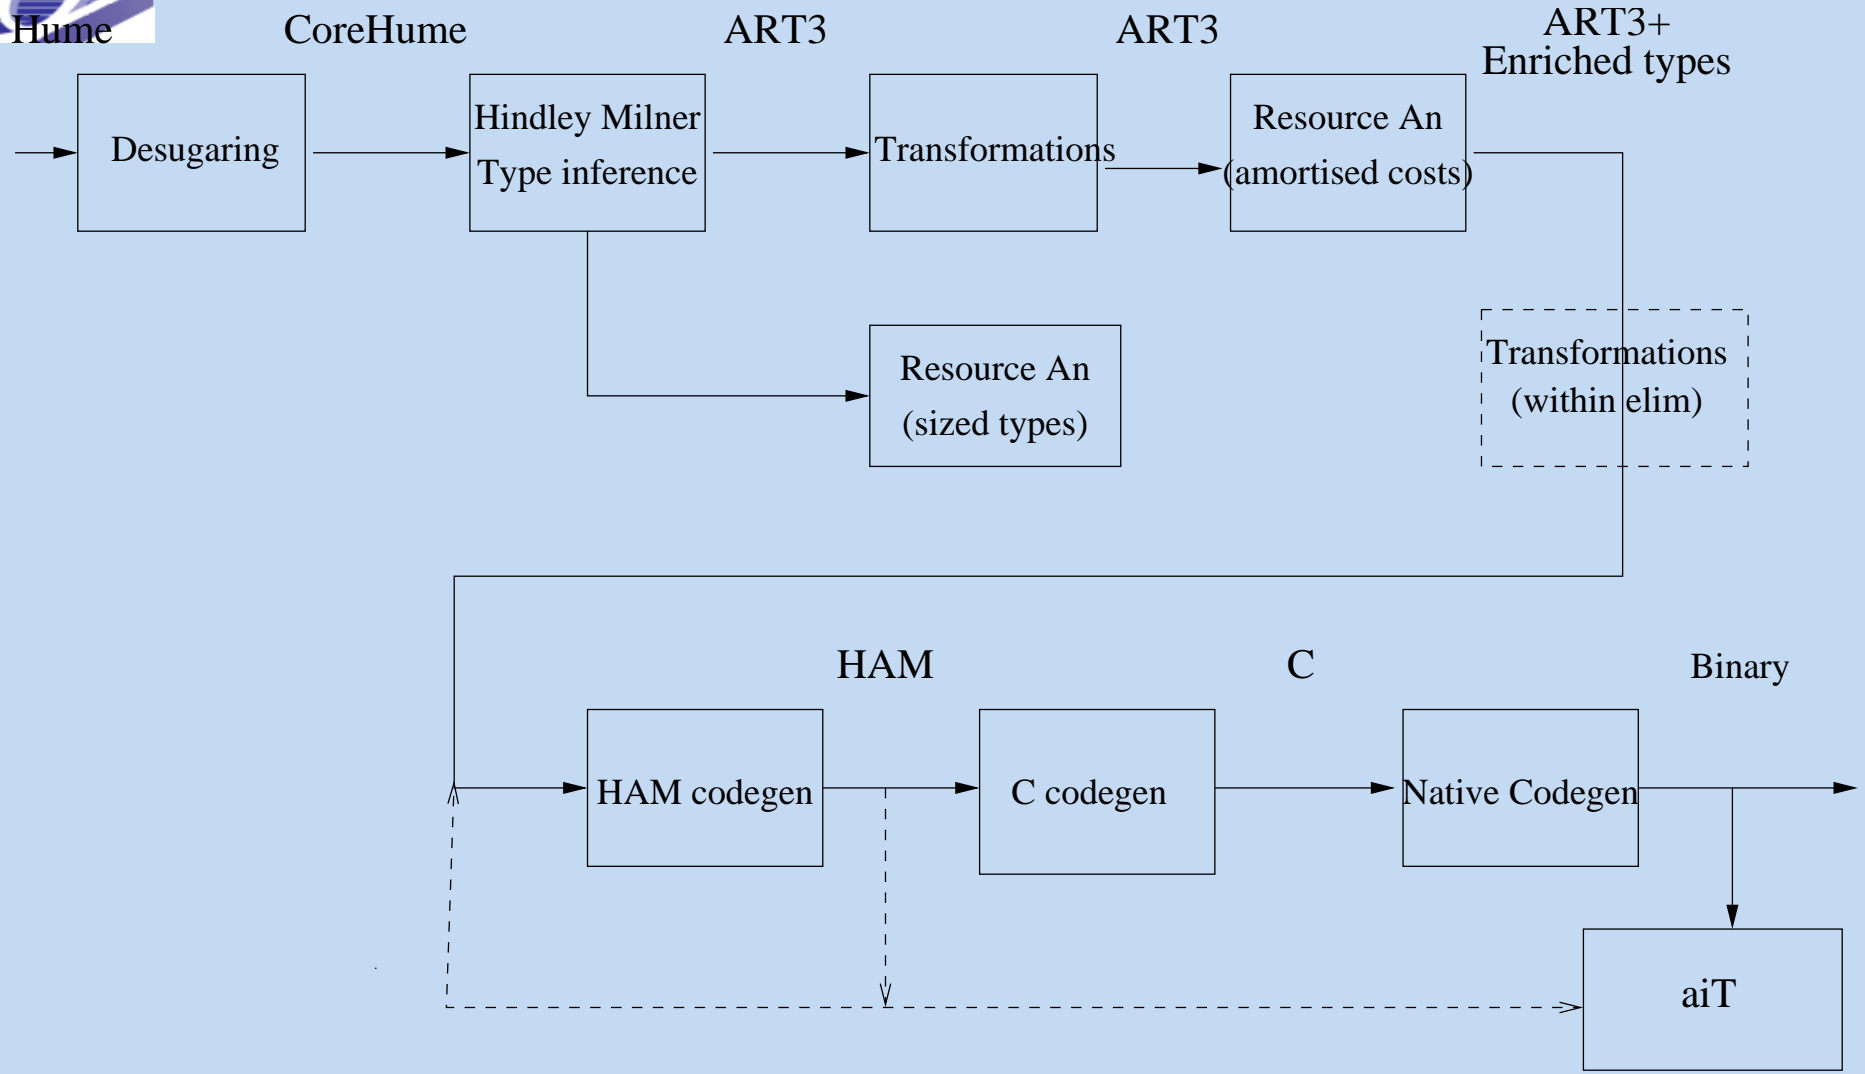 Hume
CoreHume
ART3
ART3
ART3+
Enriched types
Desugaring
Hindley Milner
Type inference
Transformations
Resource An
(amortised costs)
Resource An
(sized types)
Transformations
(within elim)
HAM
C
Binary
HAM codegen
C codegen
Native Codegen
aiT